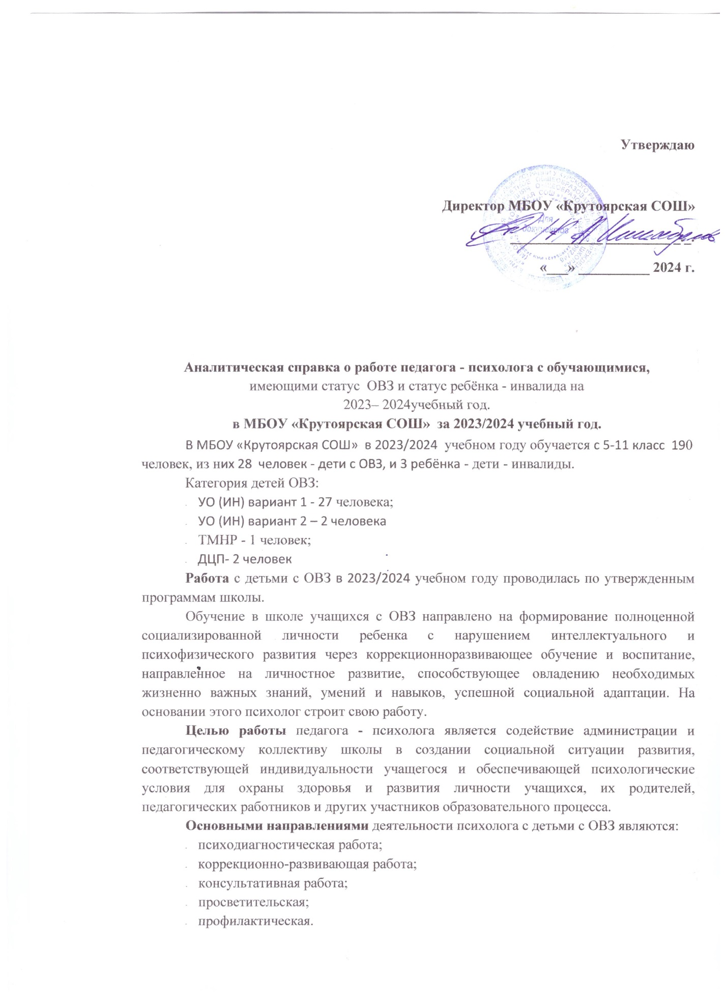 Утверждаю
Директор МБОУ «Крутоярская СОШ»
Для
документов
«___» __________ 2024 г.
Аналитическая справка о работе педагога - психолога с обучающимися,
имеющими статус ОВЗ и статус ребёнка - инвалида на
2023– 2024учебный год.
в МБОУ «Крутоярская СОШ» за 2023/2024 учебный год.
В МБОУ «Крутоярская СОШ» в 2023/2024 учебном году обучается с 5-11 класс 190
человек, из них 28 человек - дети с ОВЗ, и 3 ребёнка - дети - инвалиды.
Категория детей ОВЗ:
- УО (ИН) вариант 1 - 27 человека;
- УО (ИН) вариант 2 – 2 человека
- ТМНР - 1 человек;
- ДЦП- 2 человек
Работа с детьми с ОВЗ в 2023/2024 учебном году проводилась по утвержденным
программам школы.
Обучение в школе учащихся с ОВЗ направлено на формирование полноценной
социализированной личности ребенка с нарушением интеллектуального и
психофизического развития через коррекционноразвивающее обучение и воспитание,
направленное на личностное развитие, способствующее овладению необходимых
жизненно важных знаний, умений и навыков, успешной социальной адаптации. На
основании этого психолог строит свою работу.
Целью работы педагога - психолога является содействие администрации и
педагогическому коллективу школы в создании социальной ситуации развития,
соответствующей индивидуальности учащегося и обеспечивающей психологические
условия для охраны здоровья и развития личности учащихся, их родителей,
педагогических работников и других участников образовательного процесса.
Основными направлениями деятельности психолога с детьми с ОВЗ являются:
- психодиагностическая работа;
- коррекционно-развивающая работа;
- консультативная работа;
- просветительская;
- профилактическая.